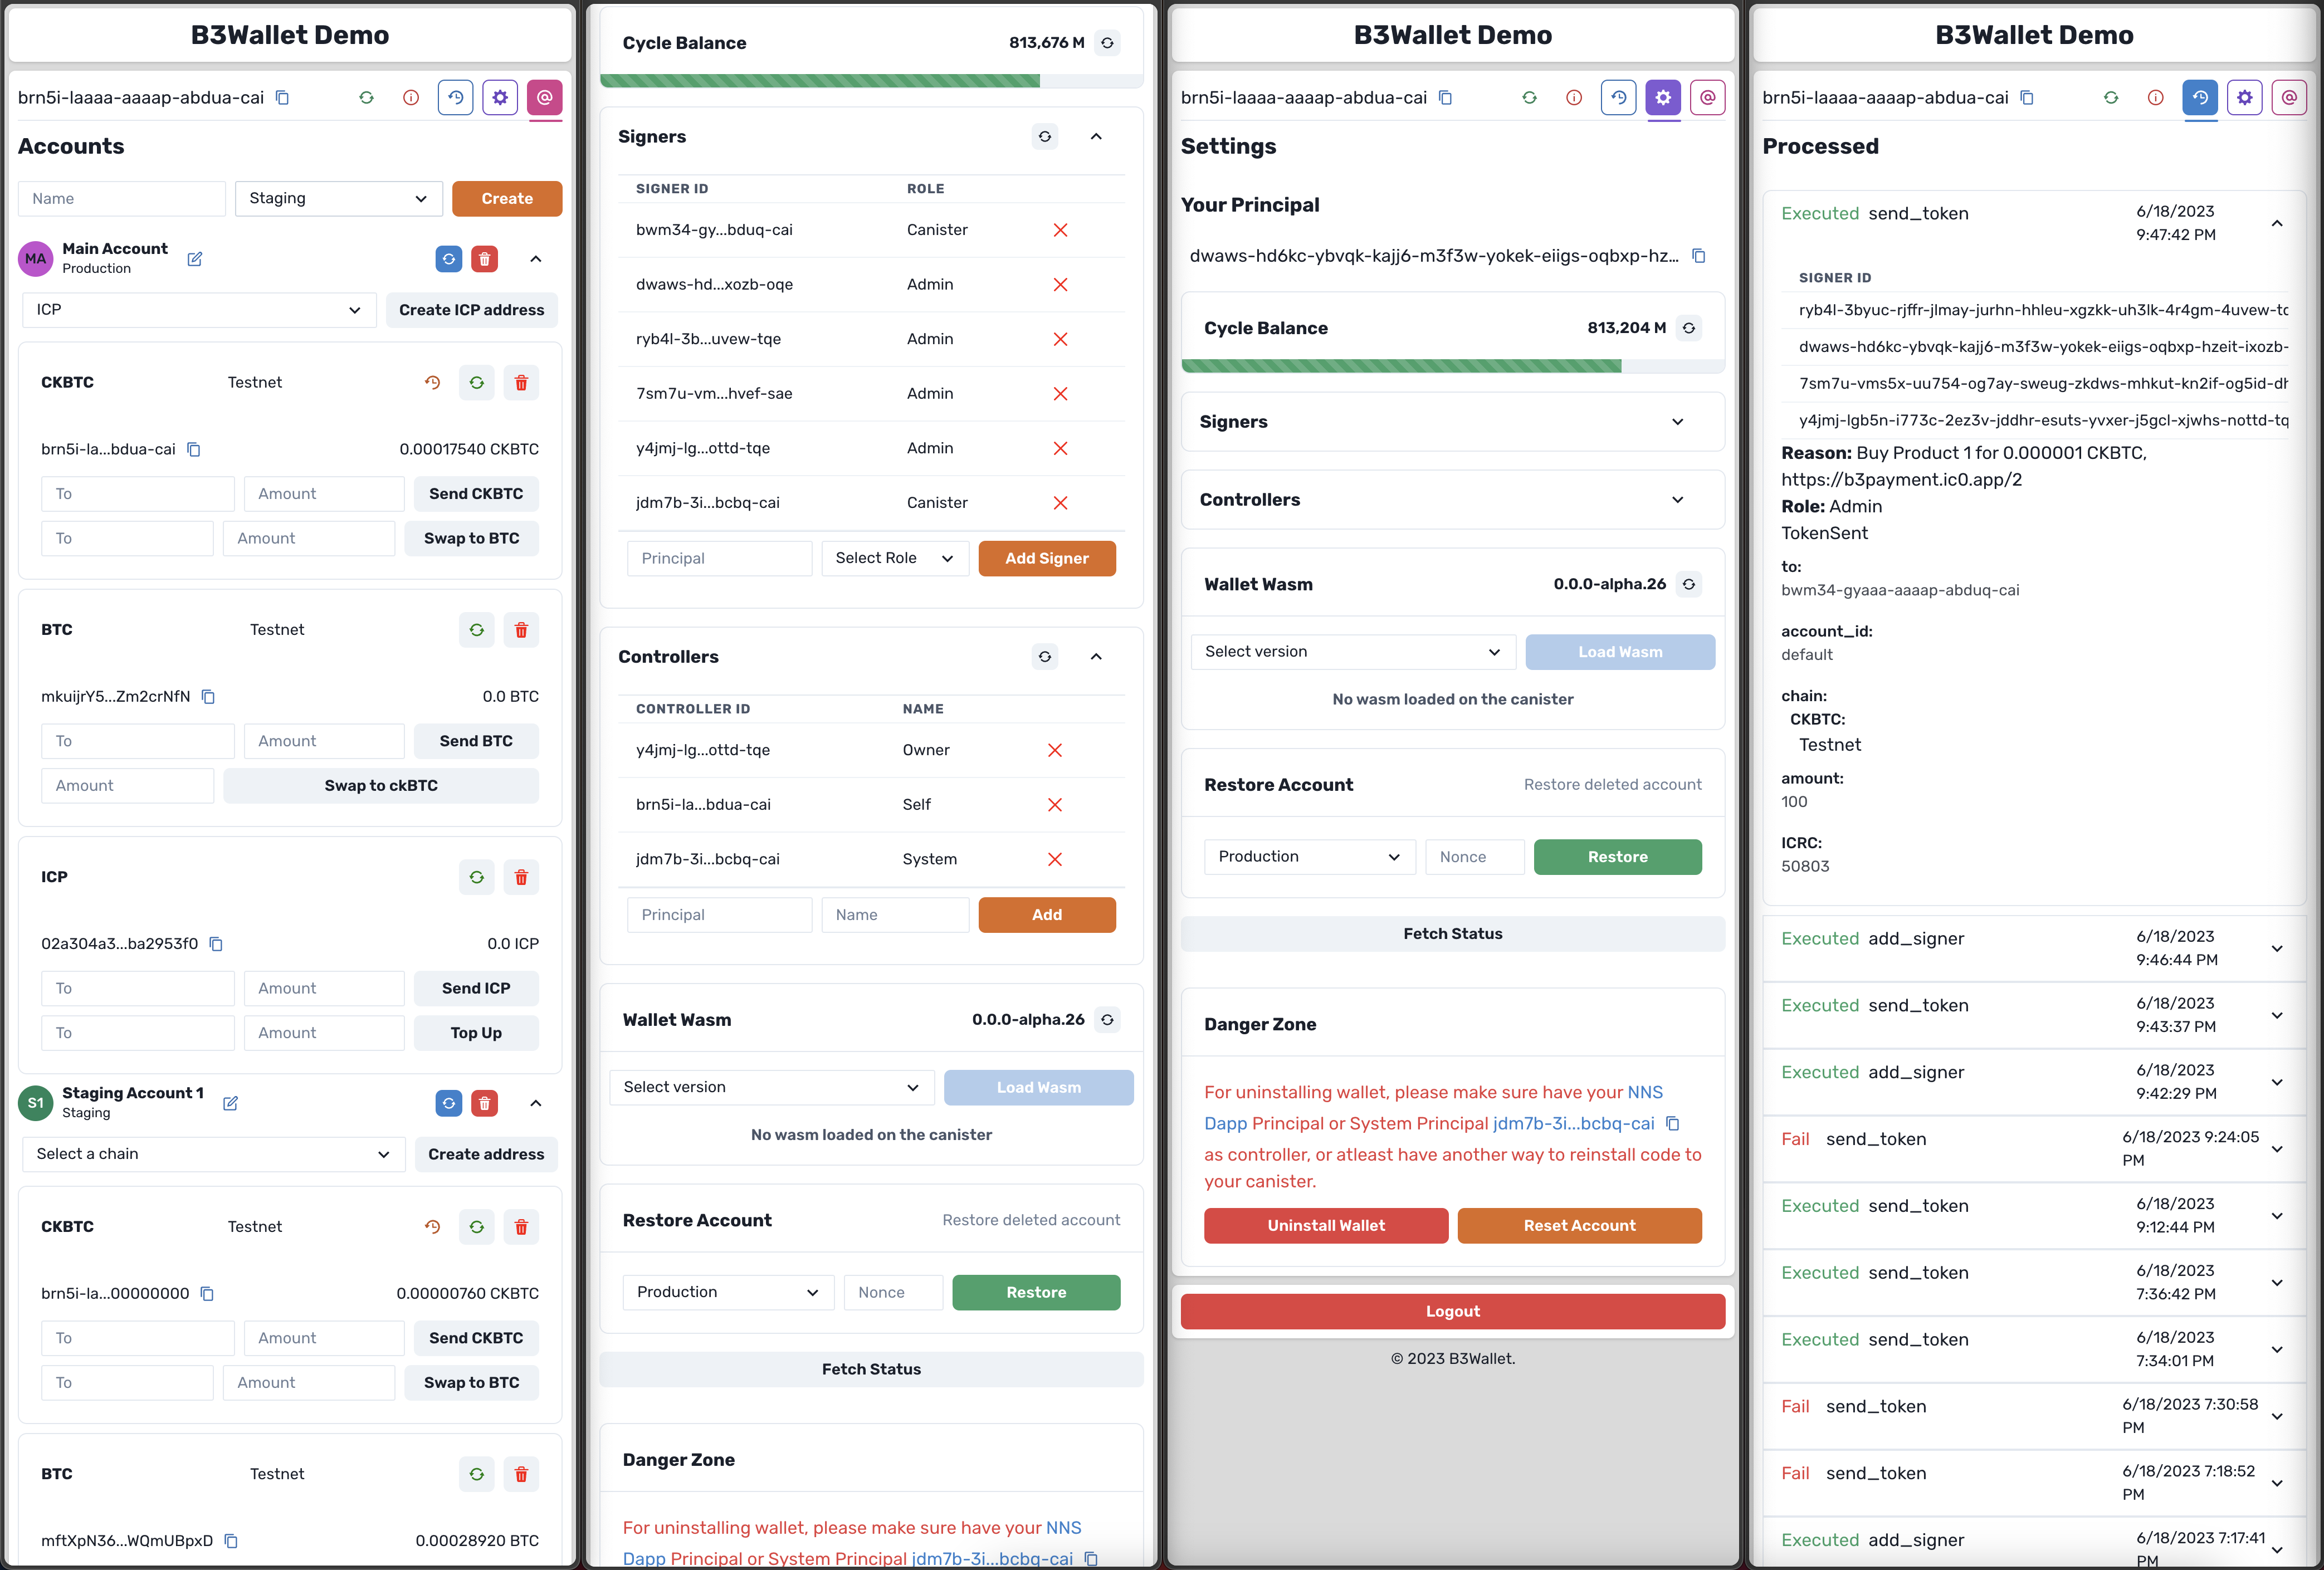 B3Wallet Demo
brn5i-laaaa-aaaap-abdua-cai
Accounts
Name
Staging
Create
MA
Main Account
Production
ICP
Create ICP address
CKBTC
Testnet
brn5i-la...bdua-cai
0.00017540 CKBTC
To
Amount
Send CKBTC
To
Amount
Swap to BTC
BTC
Testnet
mkuijrY5...Zm2crNfN
0.0 BTC
To
Amount
Send BTC
Amount
Swap to ckBTC
ICP
02a304a3...ba2953f0
0.0 ICP
To
Amount
Send ICP
To
Amount
Top Up
S1
Staging Account 1
Staging
Select a chain
Create address
CKBTC
Testnet
brn5i-la...00000000
0.00000760 CKBTC
To
Amount
Send CKBTC
To
Amount
Swap to BTC
BTC
Testnet
mftXpN36...WQmUBpxD
0.00028920 BTC
Cycle Balance
813,676 M
Signers
SIGNER ID
ROLE
bwm34-gy...bduq-cai
Canister
dwaws-hd...xozb-oqe
Admin
ryb4l-3b...uvew-tqe
Admin
7sm7u-vm...hvef-sae
Admin
y4jmj-lg...ottd-tqe
Admin
jdm7b-3i...bcbq-cai
Canister
Principal
Select Role
Add Signer
Controllers
CONTROLLER ID
NAME
y4jmj-lg...ottd-tqe
Owner
brn5i-la...bdua-cai
Self
jdm7b-3i...bcbq-cai
System
Principal
Name
Add
Wallet Wasm
0.0.0-alpha.26
Select version
Load Wasm
No wasm loaded on the canister
Restore Account
Restore deleted account
Production
Nonce
Restore
Fetch Status
Danger Zone
For uninstalling wallet, please make sure have your NNS
Dapp Principal or System Principal jdm7b-3i...bcbq-cai
B3Wallet Demo
brn5i-laaaa-aaaap-abdua-cai
Settings
Your Principal
dwaws-hd6kc-ybvqk-kajj6-m3f3w-yokek-eiigs-oqbxp-hz...
Cycle Balance
813,204 M
Signers
Controllers
Wallet Wasm
0.0.0-alpha.26
Select version
Load Wasm
No wasm loaded on the canister
Restore Account
Restore deleted account
Production
Nonce
Restore
Fetch Status
Danger Zone
For uninstalling wallet, please make sure have your NNS
Dapp Principal or System Principal jdm7b-3i...bcbq-cai
as controller, or atleast have another way to reinstall code to
your canister.
Uninstall Wallet
Reset Account
Logout
© 2023 B3Wallet.
B3Wallet Demo
brn5i-laaaa-aaaap-abdua-cai
Processed
Executed send_token
6/18/2023
9:47:42 PM
SIGNER ID
ryb4l-3byuc-rjffr-jlmay-jurhn-hhleu-xgzkk-uh3lk-4r4gm-4uvew-
dwaws-hd6kc-ybvqk-kajj6-m3f3w-yokek-eiigs-oqbxp-hzeit-ixozb-
7sm7u-vms5x-uu754-og7ay-sweug-zkdws-mhkut-kn2if-og5id-
y4jmj-lgb5n-i773c-2ez3v-jddhr-esuts-yvxer-j5gcl-xjwhs-nottd-tq
Reason: Buy Product 1 for 0.000001 CKBTC,
https://b3payment.ic0.app/2
Role: Admin
TokenSent
to:
bwm34-gyaaa-aaaap-abduq-cai
account_id:
default
chain:
CKBTC:
Testnet
amount:
100
ICRC:
50803
Executed add_signer
6/18/2023
9:46:44 PM
Executed send_token
6/18/2023
9:43:37 PM
Executed add_signer
6/18/2023
9:42:29 PM
Fail send_token
6/18/2023 9:24:05
PM
Executed send_token
6/18/2023
9:12:44 PM
Executed send_token
6/18/2023
7:36:42 PM
Executed send_token
6/18/2023
7:34:01 PM
Fail send_token
6/18/2023 7:30:58
PM
Fail send_token
6/18/2023 7:18:52
PM
Executed add_signer
6/18/2023 7:17:41
PM